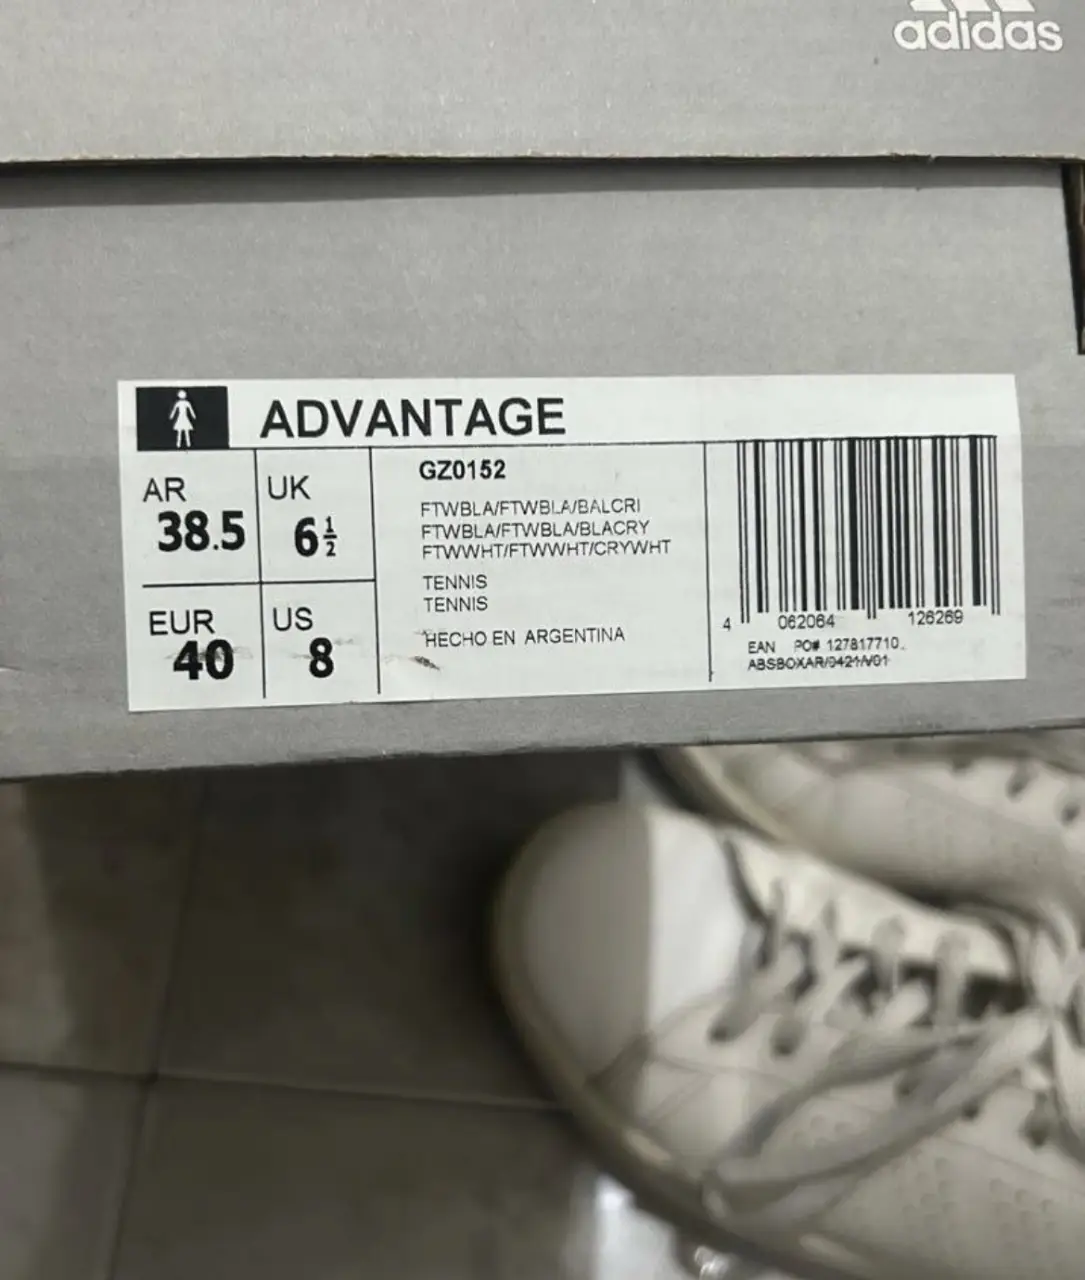 adidas
ADVANTAGE
AR
38.5
UK
6½
EUR
40
US
8
GZ0152
FTWBLA/FTWBLA/BALCRI
FTWBLA/FTWBLA/BLACRY
FTWWHT/FTWWHT/CRYWHT
TENNIS
TENNIS
HECHO EN ARGENTINA
4 062064 126269
EAN PO# 127817710.
ABSBOXAR/0421/V01